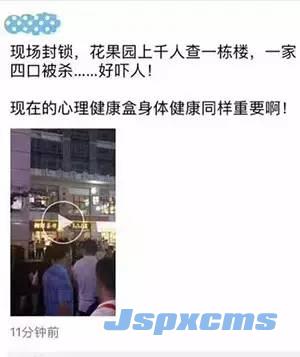 现场封锁，花果园上千人查一栋楼，一家
四口被杀……好吓人！
现在的心理健康盒身体健康同样重要啊！
11分钟前
Jspxcms